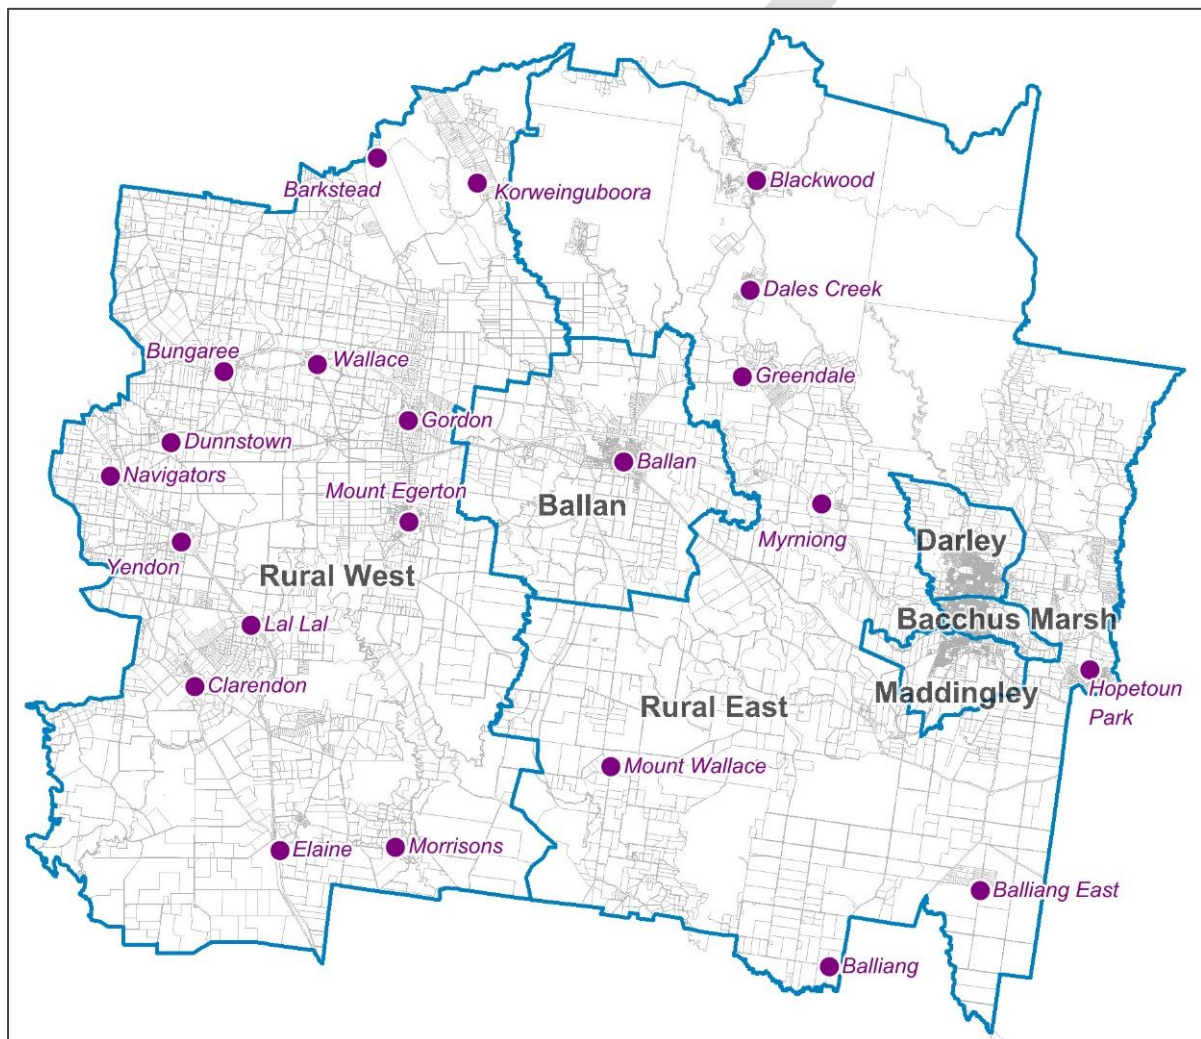 Barkstead
Korweinguboora
Blackwood
Dales Creek
Bungaree
Wallace
Greendale
Gordon
Dunnstown
Ballan
Navigators
Mount Egerton
Ballan
Myrniong
Darley
Yendon
Rural West
Bacchus Marsh
Lal Lal
Clarendon
Maddingley
Hopetoun
Park
Rural East
Mount Wallace
Elaine
Morrisons
Balliang East
Balliang